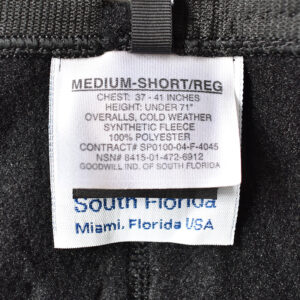 MEDIUM-SHORT/REG
CHEST: 37 - 41 INCHES
HEIGHT: UNDER 71"
OVERALLS, COLD WEATHER
SYNTHETIC FLEECE
100% POLYESTER
CONTRACT# SP0100-04-F-4045
NSN# 8415-01-472-6912
GOODWILL IND. OF SOUTH FLORIDA
South Florida
Miami, Florida USA